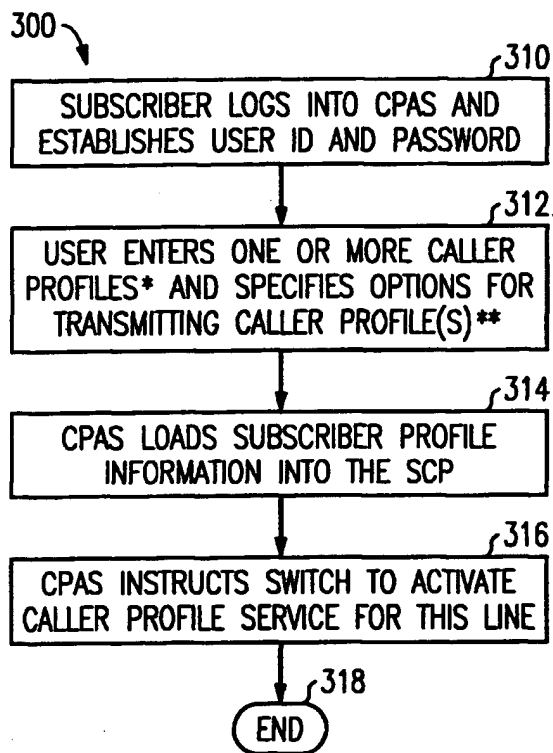 300
310
SUBSCRIBER LOGS INTO CPAS AND
ESTABLISHES USER ID AND PASSWORD
312
USER ENTERS ONE OR MORE CALLER
PROFILES* AND SPECIFIES OPTIONS FOR
TRANSMITTING CALLER PROFILE(S)**
314
CPAS LOADS SUBSCRIBER PROFILE
INFORMATION INTO THE SCP
316
CPAS INSTRUCTS SWITCH TO ACTIVATE
CALLER PROFILE SERVICE FOR THIS LINE
318
END